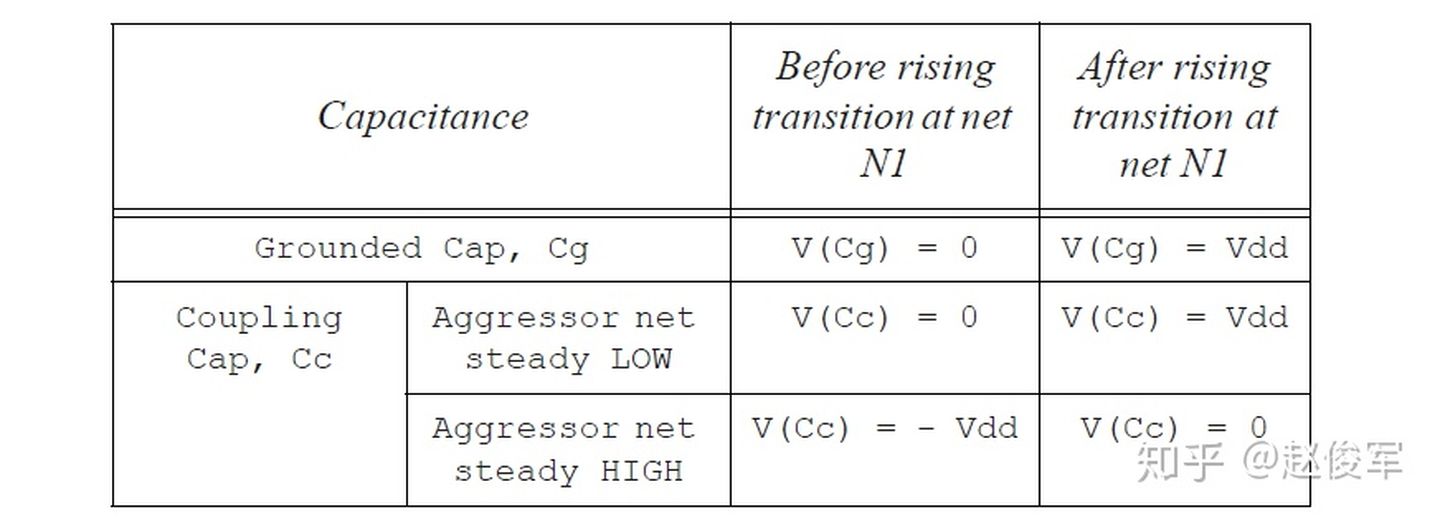 Capacitance
Before rising
transition at net
N1
After rising
transition at
net N1
Grounded Cap, Cg
V(Cg) = 0
V(Cg) = Vdd
Coupling
Cap, Cc
Aggressor net
steady LOW
V(Cc) = 0
V(Cc) = Vdd
Aggressor net
steady HIGH
V(Cc) = - Vdd
V(Cc) = 0
知乎 @赵俊军